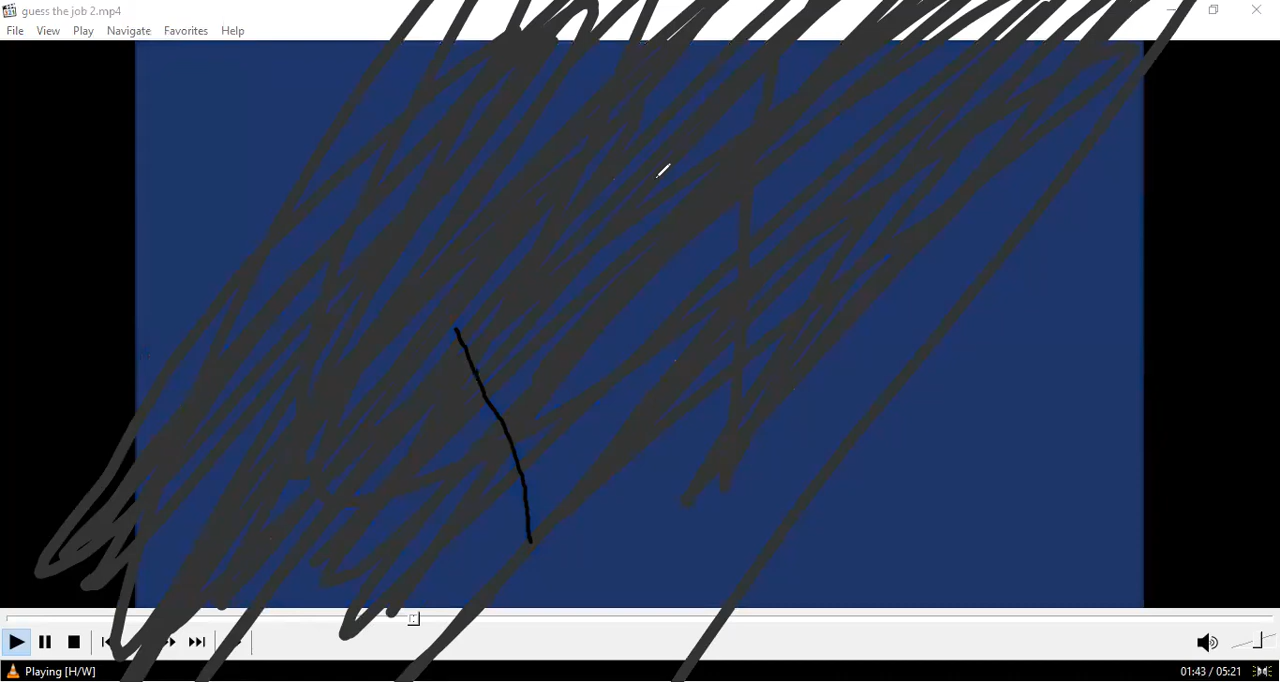 guess the job 2.mp4
File View Play Navigate Favorites Help
Playing [H/W] 01:43 / 05:21